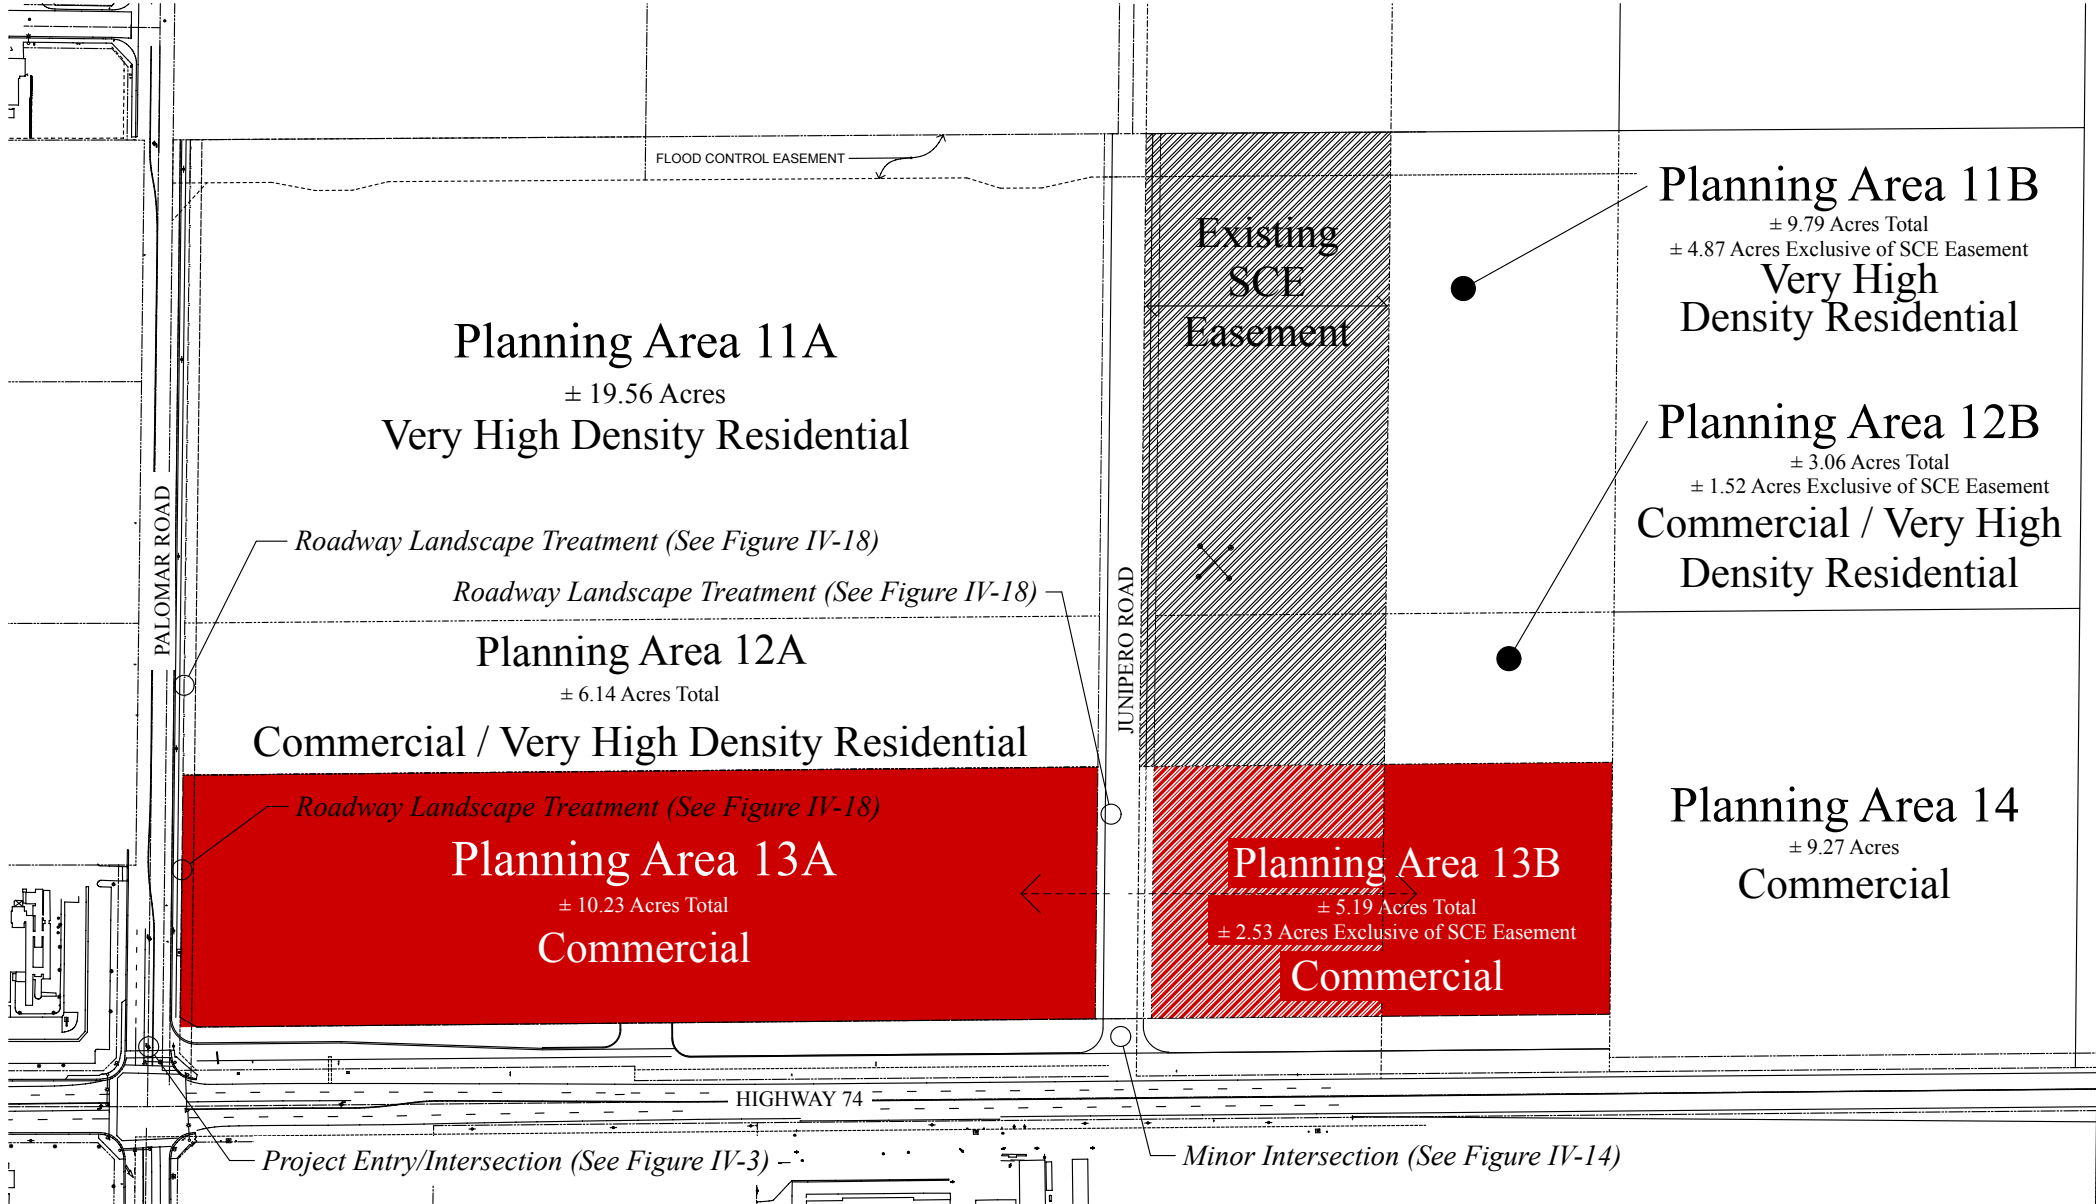 FLOOD CONTROL EASEMENT
Planning Area 11A
± 19.56 Acres
Very High Density Residential
Existing
SCE
Easement
Planning Area 11B
± 9.79 Acres Total
± 4.87 Acres Exclusive of SCE Easement
Very High
Density Residential
Planning Area 12B
± 3.06 Acres Total
± 1.52 Acres Exclusive of SCE Easement
Commercial / Very High
Density Residential
PALOMAR ROAD
Roadway Landscape Treatment (See Figure IV-18)
Roadway Landscape Treatment (See Figure IV-18)
JUNIPERO ROAD
Planning Area 12A
± 6.14 Acres Total
Commercial / Very High Density Residential
Roadway Landscape Treatment (See Figure IV-18)
Planning Area 13A
± 10.23 Acres Total
Commercial
Planning Area 13B
± 5.19 Acres Total
± 2.53 Acres Exclusive of SCE Easement
Commercial
Planning Area 14
± 9.27 Acres
Commercial
HIGHWAY 74
Project Entry/Intersection (See Figure IV-3)
Minor Intersection (See Figure IV-14)